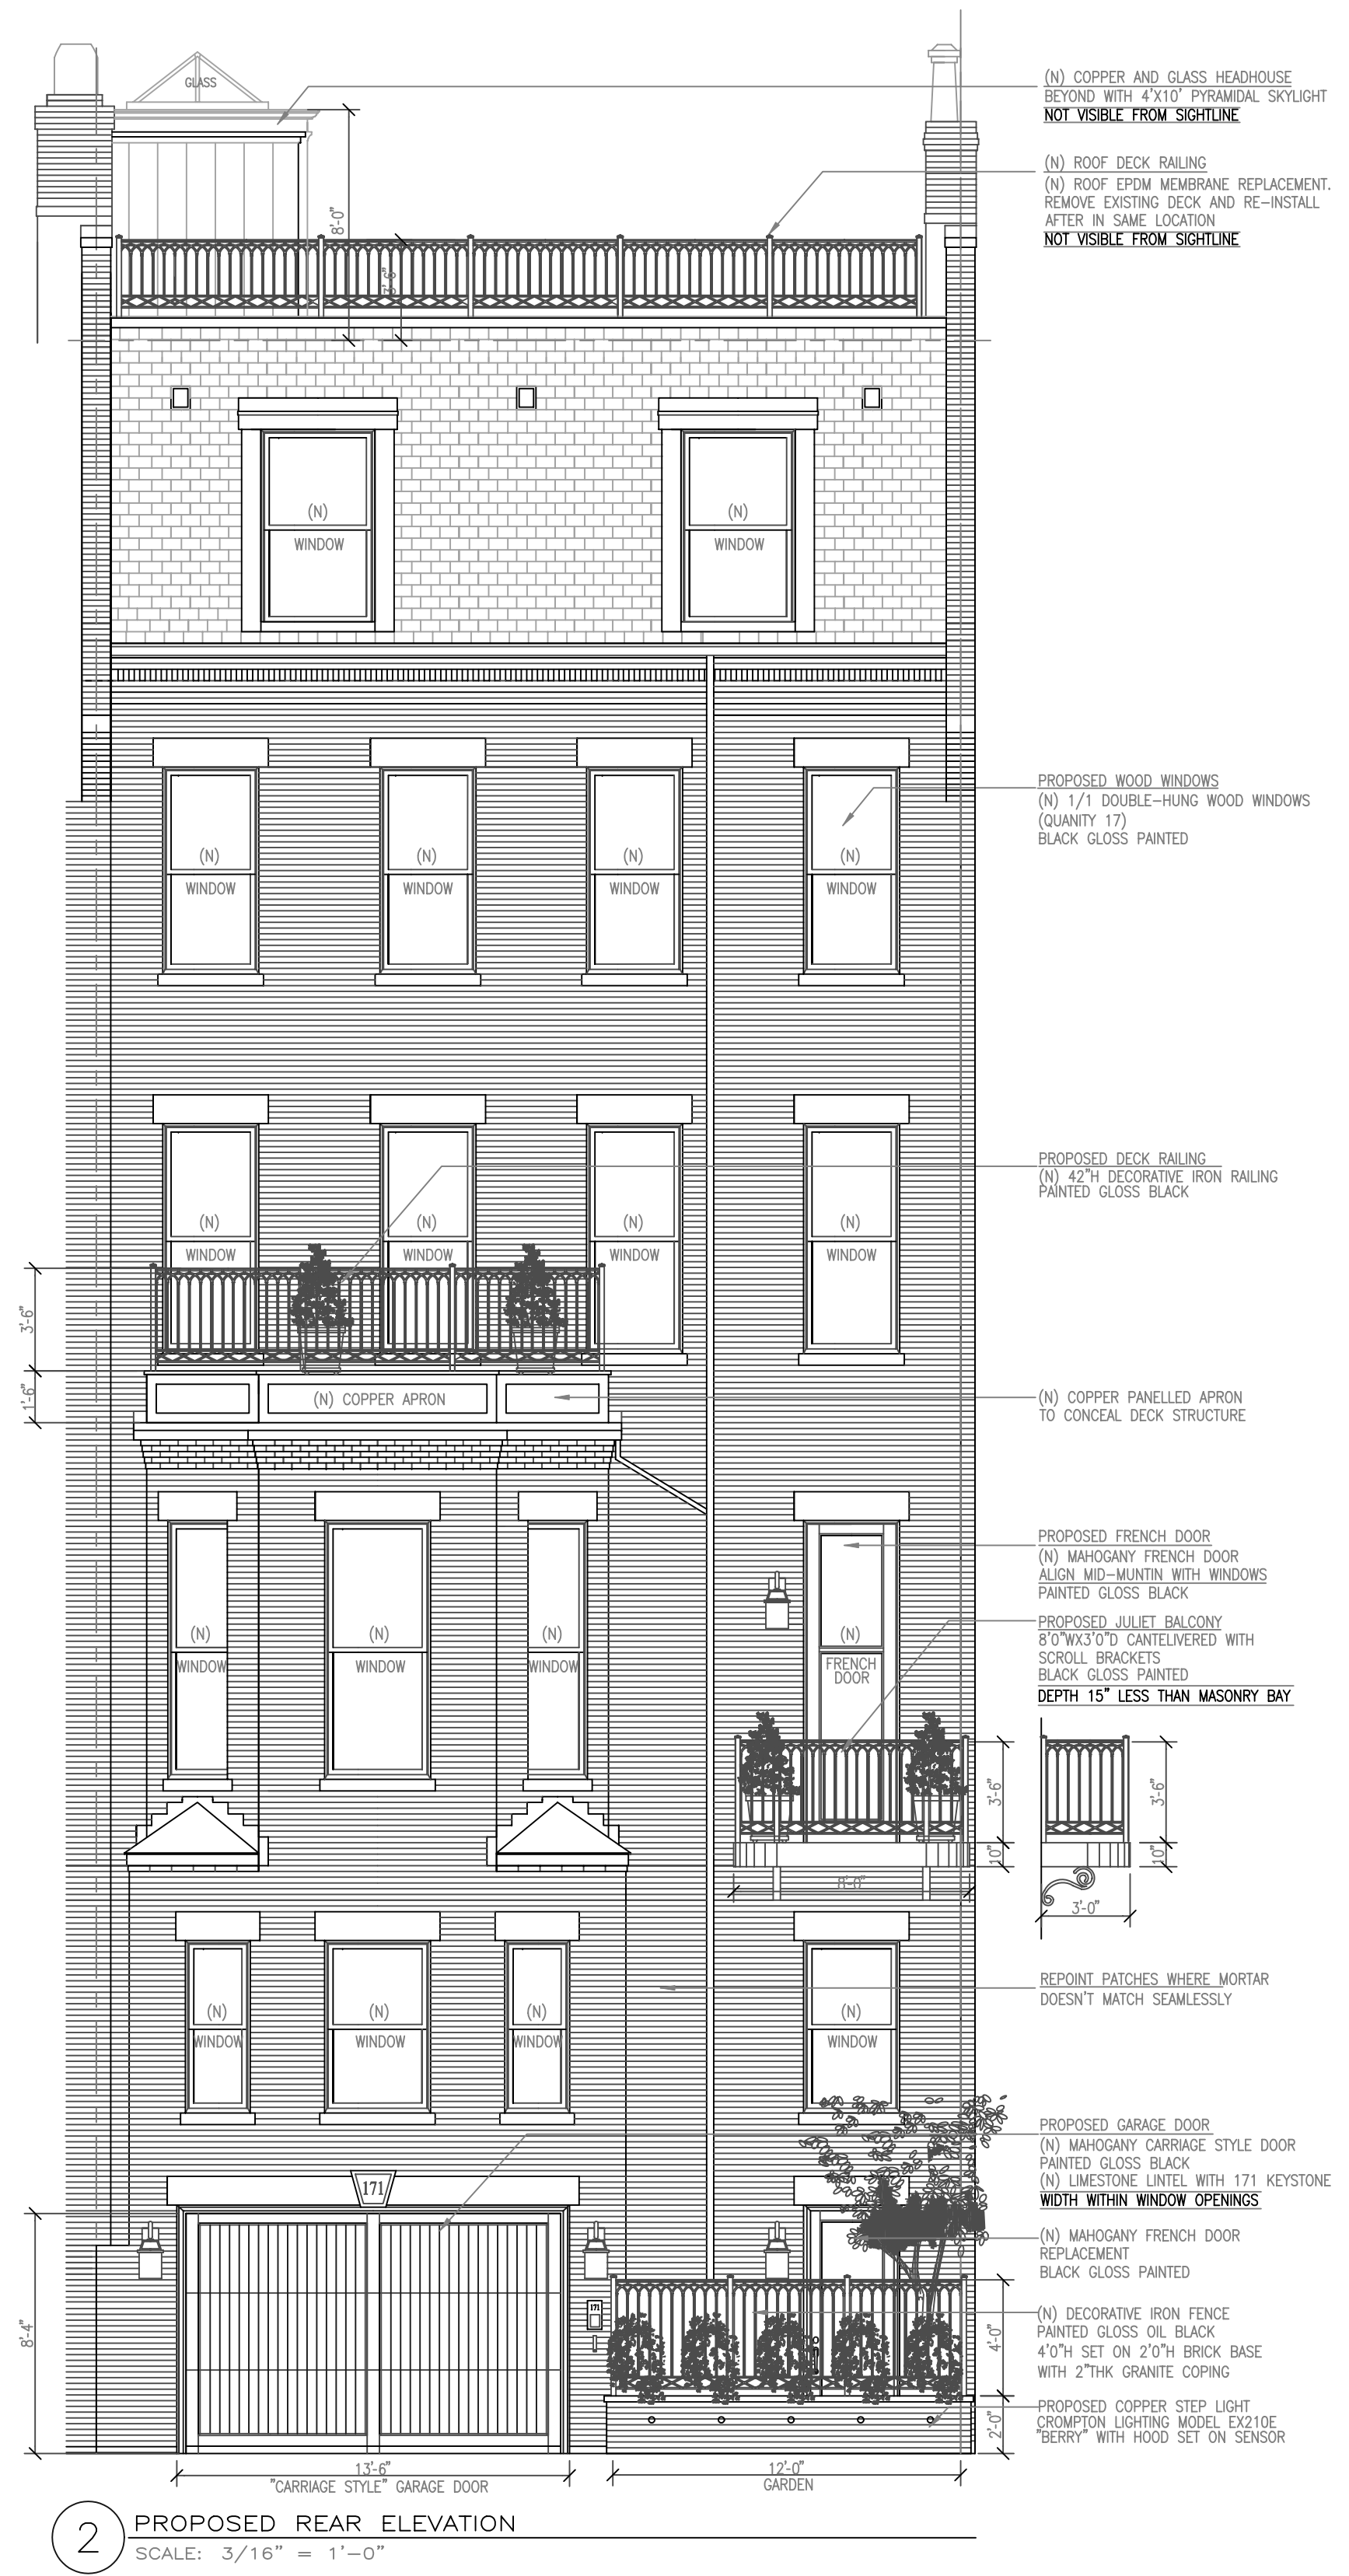 GLASS
(N) COPPER AND GLASS HEADHOUSE
BEYOND WITH 4'X10' PYRAMIDAL SKYLIGHT
NOT VISIBLE FROM SIGHTLINE
(N) ROOF DECK RAILING
(N) ROOF EPDM MEMBRANE REPLACEMENT.
REMOVE EXISTING DECK AND RE-INSTALL
AFTER IN SAME LOCATION
NOT VISIBLE FROM SIGHTLINE
8'-0"
3'-6"
(N)
WINDOW
(N)
WINDOW
PROPOSED WOOD WINDOWS
(N) 1/1 DOUBLE-HUNG WOOD WINDOWS
(QUANITY 17)
BLACK GLOSS PAINTED
(N)
WINDOW
(N)
WINDOW
(N)
WINDOW
(N)
WINDOW
PROPOSED DECK RAILING
(N) 42"H DECORATIVE IRON RAILING
PAINTED GLOSS BLACK
(N)
WINDOW
(N)
WINDOW
(N)
WINDOW
(N)
WINDOW
3'-6"
1'-6"
(N) COPPER APRON
(N) COPPER PANELLED APRON
TO CONCEAL DECK STRUCTURE
PROPOSED FRENCH DOOR
(N) MAHOGANY FRENCH DOOR
ALIGN MID-MUNTIN WITH WINDOWS
PAINTED GLOSS BLACK
(N)
WINDOW
(N)
WINDOW
(N)
WINDOW
(N)
FRENCH
DOOR
PROPOSED JULIET BALCONY
8'0"WX3'0"D CANTELIVERED WITH
SCROLL BRACKETS
BLACK GLOSS PAINTED
DEPTH 15" LESS THAN MASONRY BAY
3'-6"
10"
8'-0"
3'-6"
10"
3'-0"
REPOINT PATCHES WHERE MORTAR
DOESN'T MATCH SEAMLESSLY
(N)
WINDOW
(N)
WINDOW
(N)
WINDOW
(N)
WINDOW
PROPOSED GARAGE DOOR
(N) MAHOGANY CARRIAGE STYLE DOOR
PAINTED GLOSS BLACK
(N) LIMESTONE LINTEL WITH 171 KEYSTONE
WIDTH WITHIN WINDOW OPENINGS
171
(N) MAHOGANY FRENCH DOOR
REPLACEMENT
BLACK GLOSS PAINTED
8'-4"
171
(N) DECORATIVE IRON FENCE
PAINTED GLOSS OIL BLACK
4'0"H SET ON 2'0"H BRICK BASE
WITH 2"THK GRANITE COPING
4'-0"
2'-0"
PROPOSED COPPER STEP LIGHT
CROMPTON LIGHTING MODEL EX210E
"BERRY" WITH HOOD SET ON SENSOR
13'-6"
"CARRIAGE STYLE" GARAGE DOOR
12'-0"
GARDEN
2
PROPOSED REAR ELEVATION
SCALE: 3/16" = 1'-0"